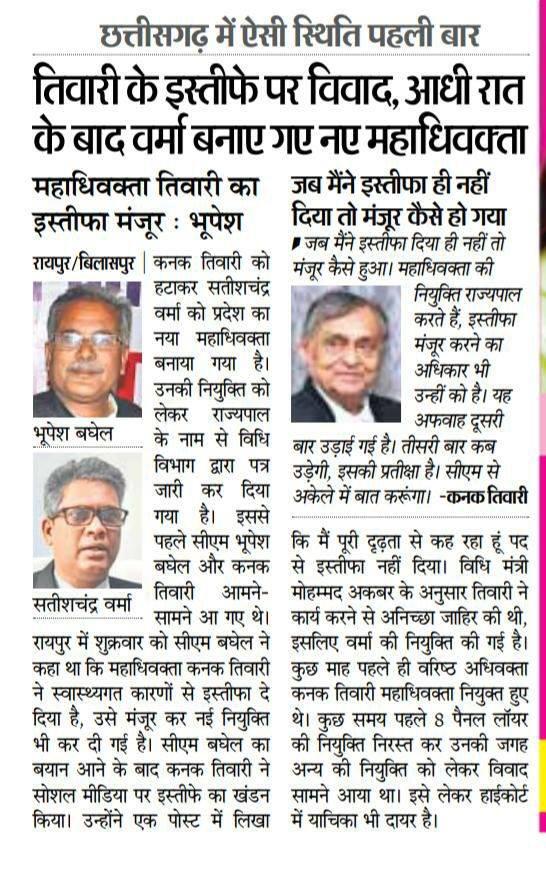 छत्तीसगढ़ में ऐसी स्थिति पहली बार
तिवारी के इस्तीफे पर विवाद, आधी रात
के बाद वर्मा बनाए गए नए महाधिवक्ता
महाधिवक्ता तिवारी का
इस्तीफा मंजूर : भूपेश
रायपुर/बिलासपुर | कनक तिवारी को
हटाकर सतीशचंद्र
वर्मा को प्रदेश का
नया महाधिवक्ता
बनाया गया है।
उनकी नियुक्ति को
लेकर राज्यपाल
के नाम से विधि
विभाग द्वारा पत्र
जारी कर दिया
गया है। इससे
पहले सीएम भूपेश
बघेल और कनक
तिवारी आमने-
सामने आ गए थे।
भूपेश बघेल
सतीशचंद्र वर्मा
रायपुर में शुक्रवार को सीएम बघेल ने
कहा था कि महाधिवक्ता कनक तिवारी
ने स्वास्थ्यगत कारणों से इस्तीफा दे
दिया है, उसे मंजूर कर नई नियुक्ति
भी कर दी गई है। सीएम बघेल का
बयान आने के बाद कनक तिवारी ने
सोशल मीडिया पर इस्तीफे का खंडन
किया। उन्होंने एक पोस्ट में लिखा
जब मैंने इस्तीफा ही नहीं
दिया तो मंजूर कैसे हो गया
जब मैंने इस्तीफा दिया ही नहीं तो
मंजूर कैसे हुआ। महाधिवक्ता की
नियुक्ति राज्यपाल
करते हैं, इस्तीफा
मंजूर करने का
अधिकार भी
उन्हीं को है। यह
अफवाह दूसरी
बार उड़ाई गई है। तीसरी बार कब
उड़ेगी, इसकी प्रतीक्षा है। सीएम से
अकेले में बात करूंगा। -कनक तिवारी
कि मैं पूरी दृढ़ता से कह रहा हूं पद
से इस्तीफा नहीं दिया। विधि मंत्री
मोहम्मद अकबर के अनुसार तिवारी ने
कार्य करने से अनिच्छा जाहिर की थी,
इसलिए वर्मा की नियुक्ति की गई है।
कुछ माह पहले ही वरिष्ठ अधिवक्ता
कनक तिवारी महाधिवक्ता नियुक्त हुए
थे। कुछ समय पहले 8 पैनल लॉयर
की नियुक्ति निरस्त कर उनकी जगह
अन्य की नियुक्ति को लेकर विवाद
सामने आया था। इसे लेकर हाईकोर्ट
में याचिका भी दायर है।